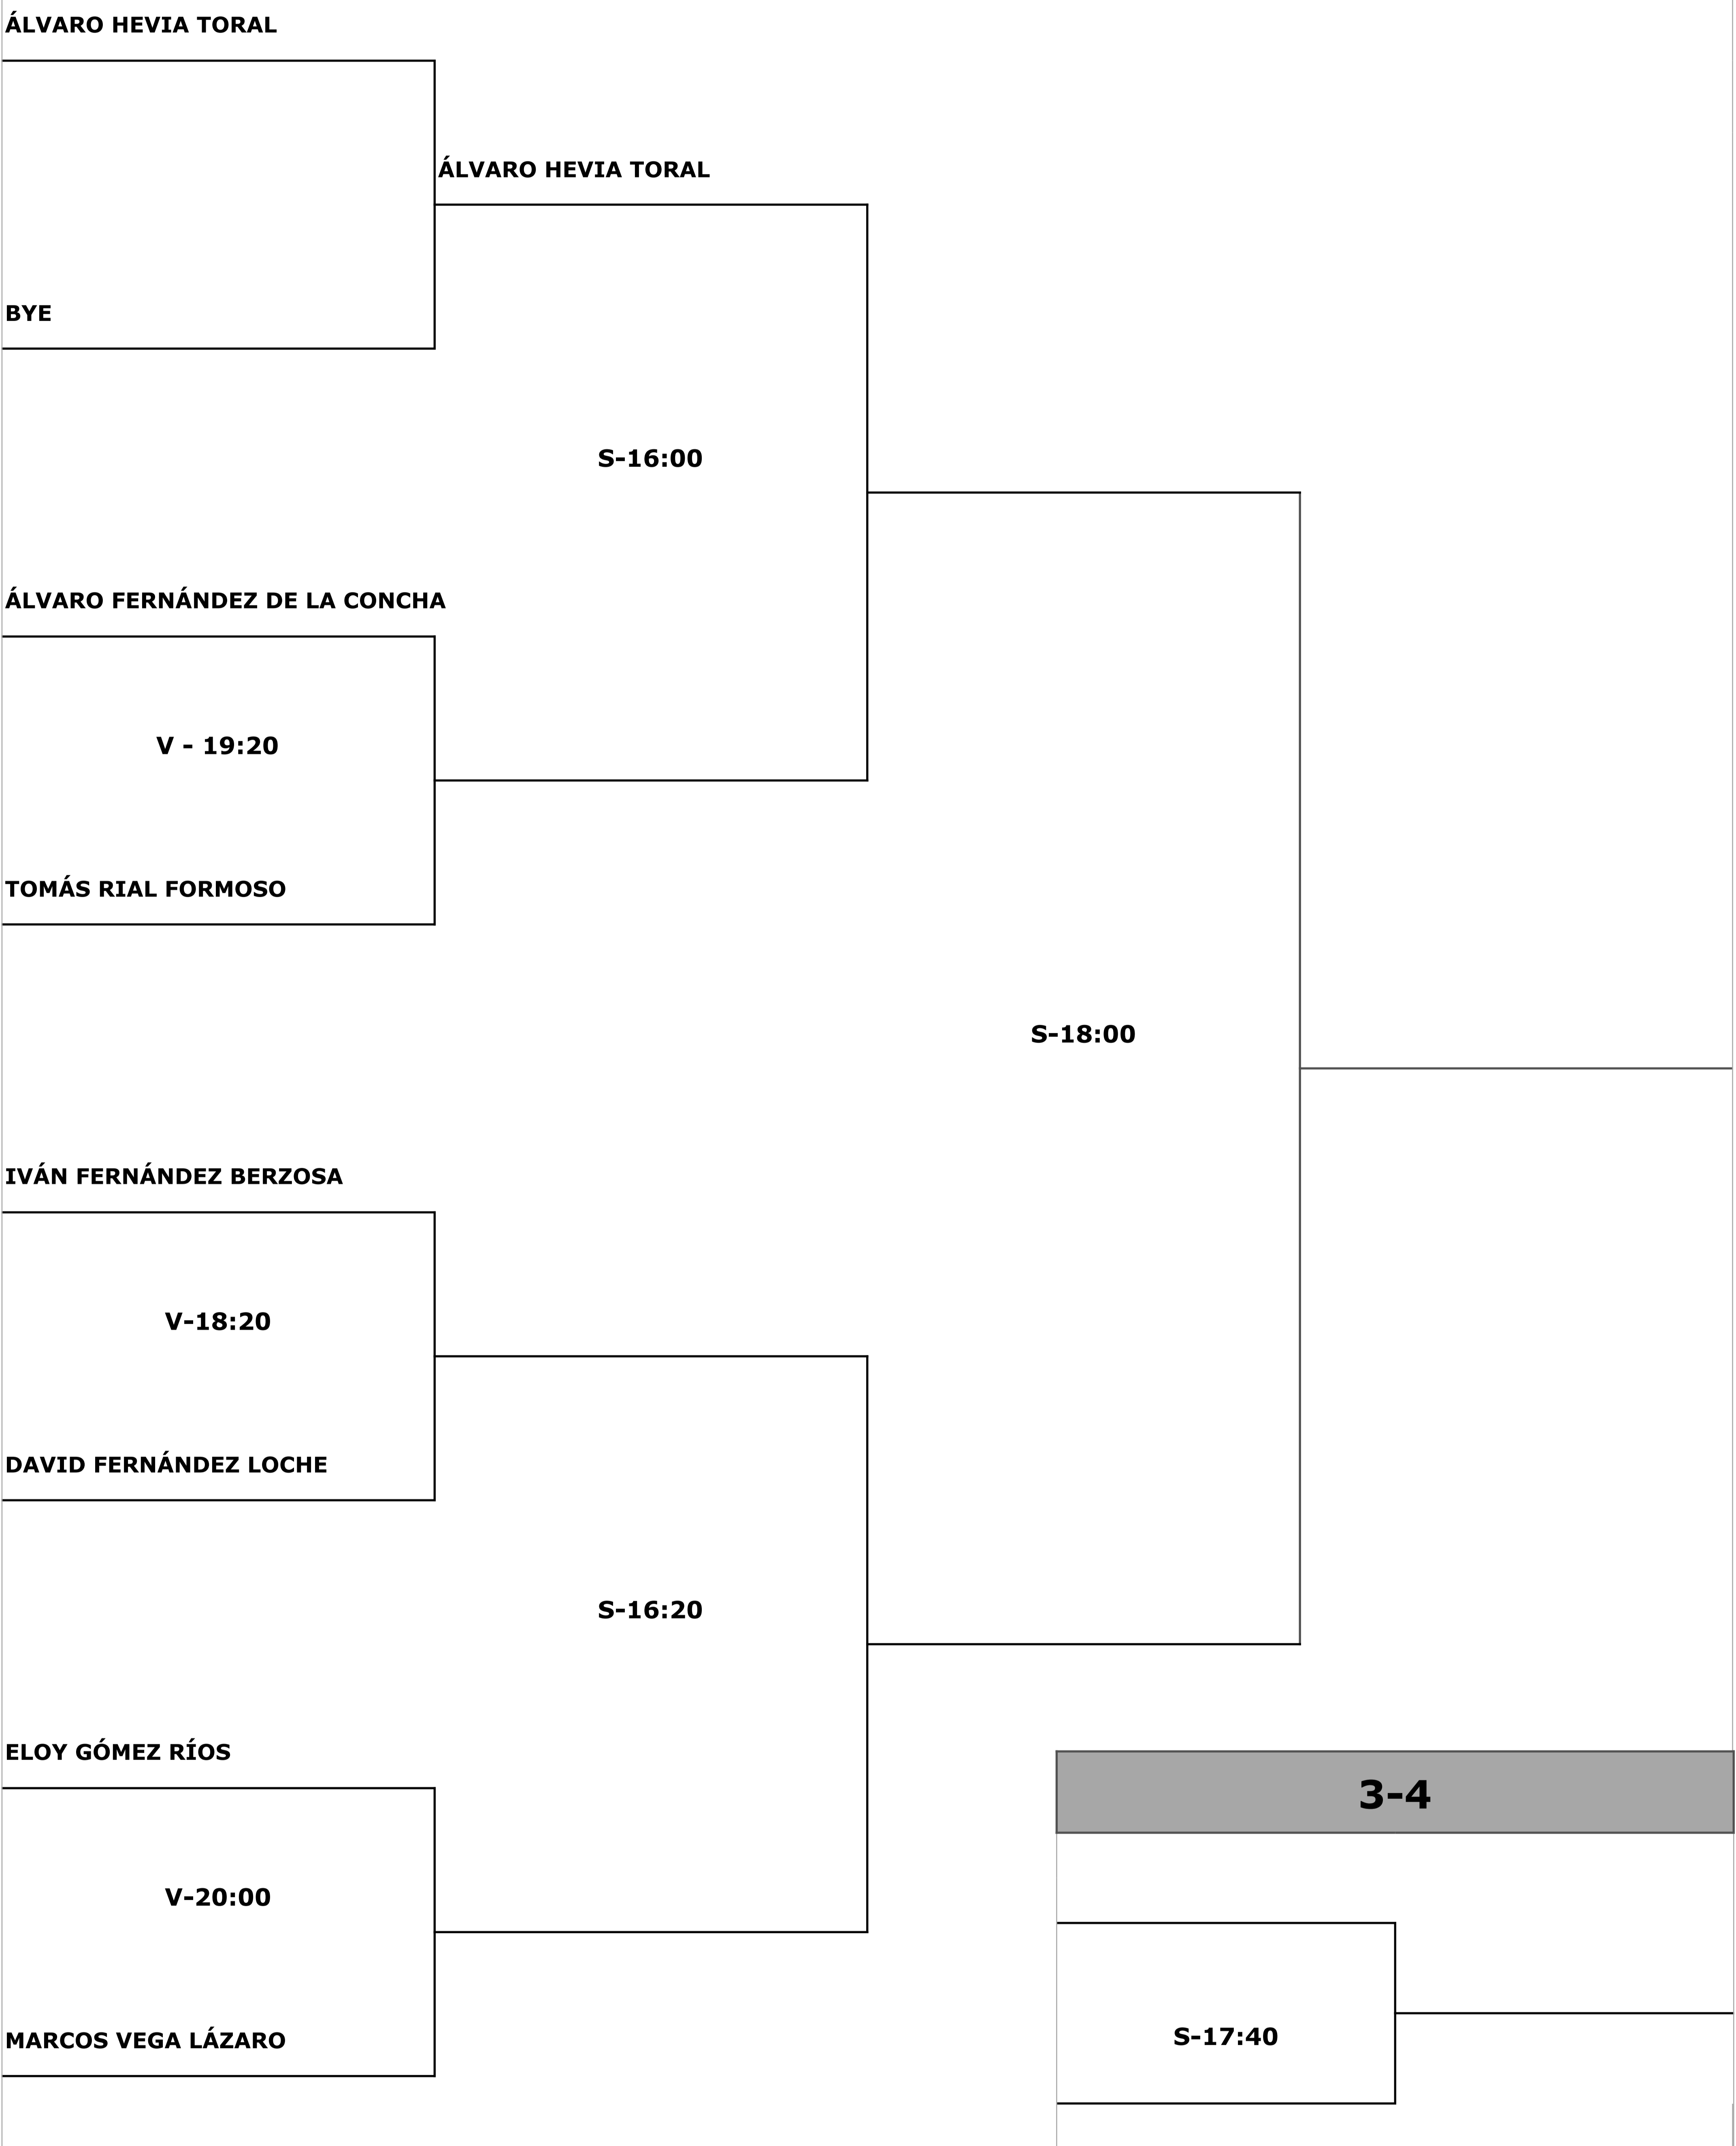 ÁLVARO HEVIA TORAL
ÁLVARO HEVIA TORAL
BYE
S-16:00
ÁLVARO FERNÁNDEZ DE LA CONCHA
V - 19:20
TOMÁS RIAL FORMOSO
S-18:00
IVÁN FERNÁNDEZ BERZOSA
V-18:20
DAVID FERNÁNDEZ LOCHE
S-16:20
ELOY GÓMEZ RÍOS
3-4
V-20:00
MARCOS VEGA LÁZARO
S-17:40